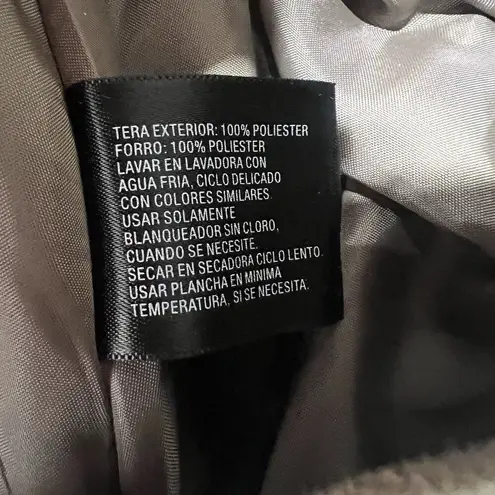 TERA EXTERIOR: 100% POLIESTER
FORRO: 100% POLIESTER
LAVAR EN LAVADORA CON
AGUA FRIA, CICLO DELICADO
CON COLORES SIMILARES.
USAR SOLAMENTE
BLANQUEADOR SIN CLORO,
CUANDO SE NECESITE.
SECAR EN SECADORA CICLO LENTO.
USAR PLANCHA EN MINIMA
TEMPERATURA, SI SE NECESITA.